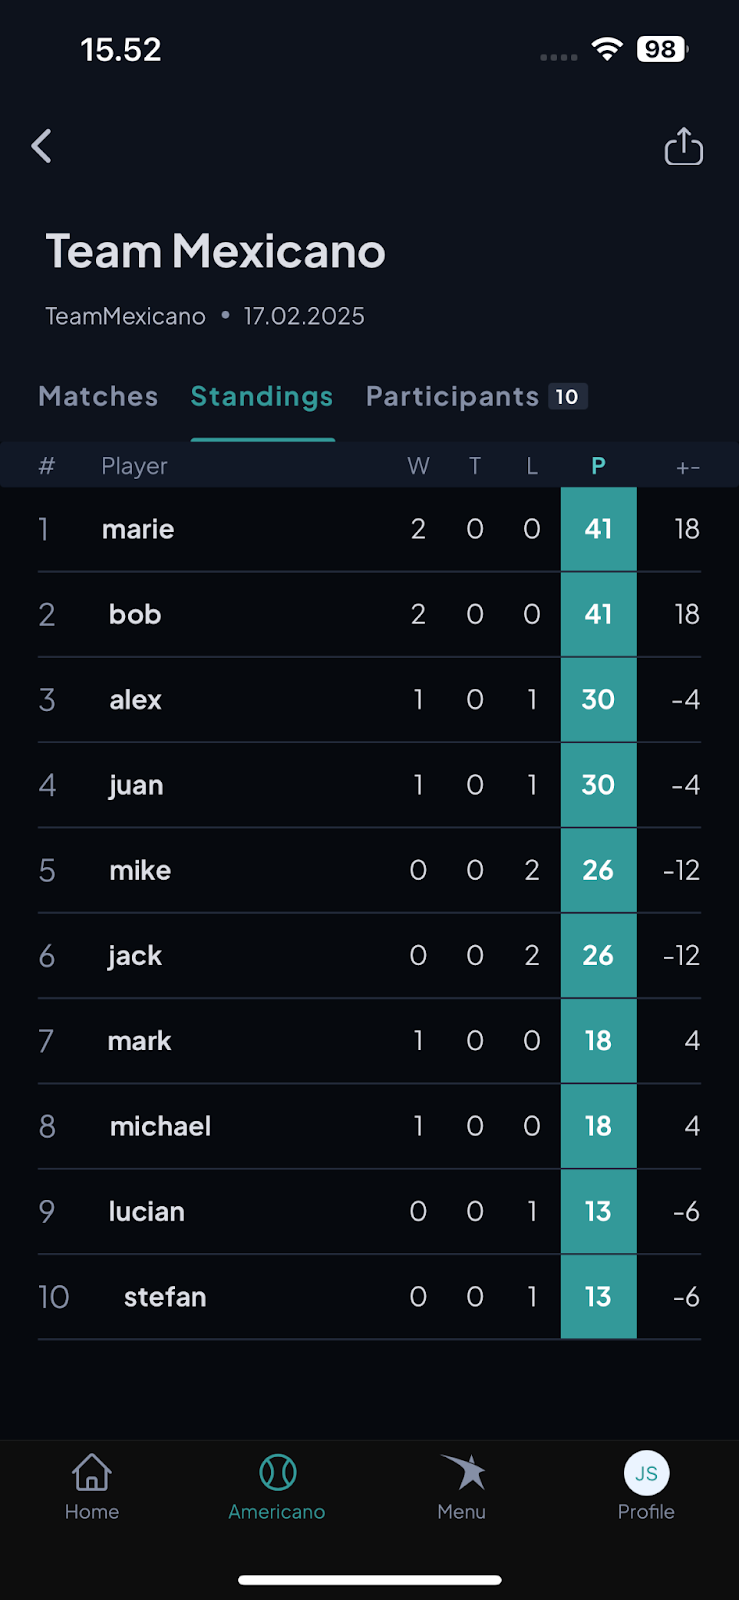 15.52 98
Team Mexicano
TeamMexicano • 17.02.2025
Matches Standings Participants 10
# Player W T L P +-
1 marie 2 0 0 41 18
2 bob 2 0 0 41 18
3 alex 1 0 1 30 -4
4 juan 1 0 1 30 -4
5 mike 0 0 2 26 -12
6 jack 0 0 2 26 -12
7 mark 1 0 0 18 4
8 michael 1 0 0 18 4
9 lucian 0 0 1 13 -6
10 stefan 0 0 1 13 -6
JS
Home Americano Menu Profile